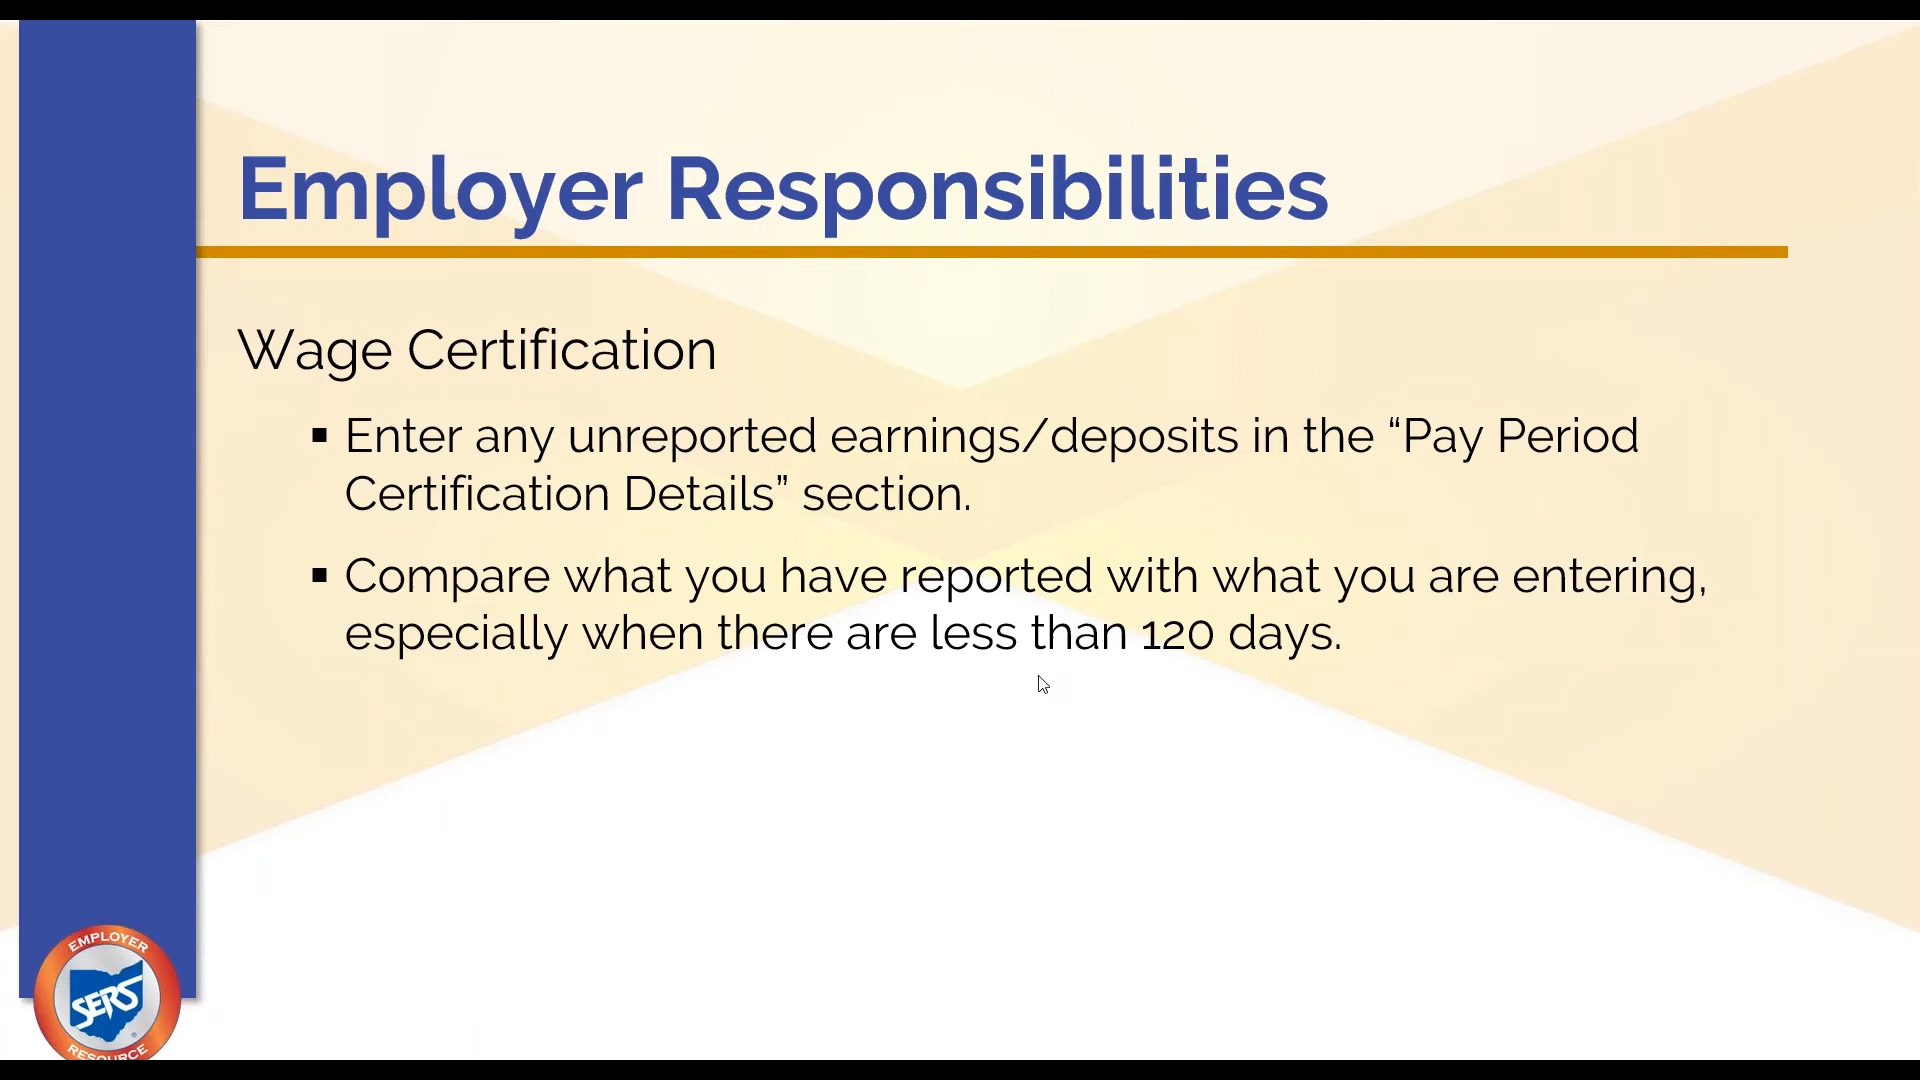 Employer Responsibilities
Wage Certification
▪ Enter any unreported earnings/deposits in the “Pay Period
Certification Details” section.
▪ Compare what you have reported with what you are entering,
especially when there are less than 120 days.
EMPLOYER
SERS
®
RESOURCE